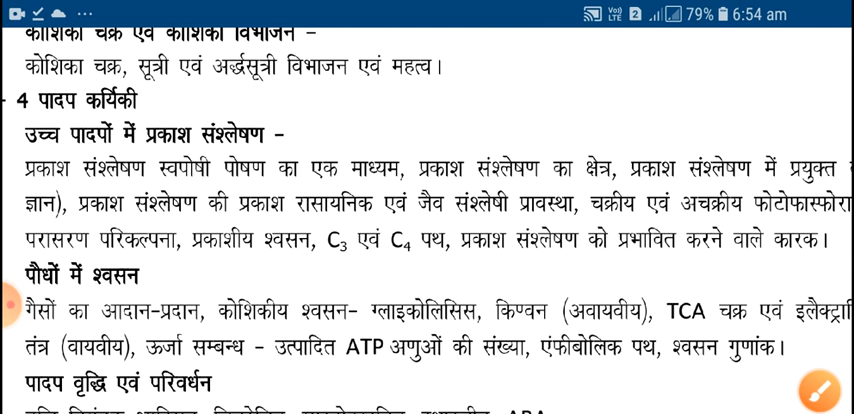 79% 6:54 am
कोशिका चक्र एवं कोशिका विभाजन –
कोशिका चक्र, सूत्री एवं अर्द्धसूत्री विभाजन एवं महत्व।
- 4 पादप कर्यिकी
उच्च पादपों में प्रकाश संश्लेषण –
प्रकाश संश्लेषण स्वपोषी पोषण का एक माध्यम, प्रकाश संश्लेषण का क्षेत्र, प्रकाश संश्लेषण में प्रयुक्त
ज्ञान), प्रकाश संश्लेषण की प्रकाश रासायनिक एवं जैव संश्लेषी प्रावस्था, चक्रीय एवं अचक्रीय फोटोफास्फोरा
परासरण परिकल्पना, प्रकाशीय श्वसन, C₃ एवं C₄ पथ, प्रकाश संश्लेषण को प्रभावित करने वाले कारक।
पौधों में श्वसन
गैसों का आदान-प्रदान, कोशिकीय श्वसन- ग्लाइकोलिसिस, किण्वन (अवायवीय), TCA चक्र एवं इलैक्ट्रा
तंत्र (वायवीय), ऊर्जा सम्बन्ध – उत्पादित ATP अणुओं की संख्या, एंफीबोलिक पथ, श्वसन गुणांक।
पादप वृद्धि एवं परिवर्धन